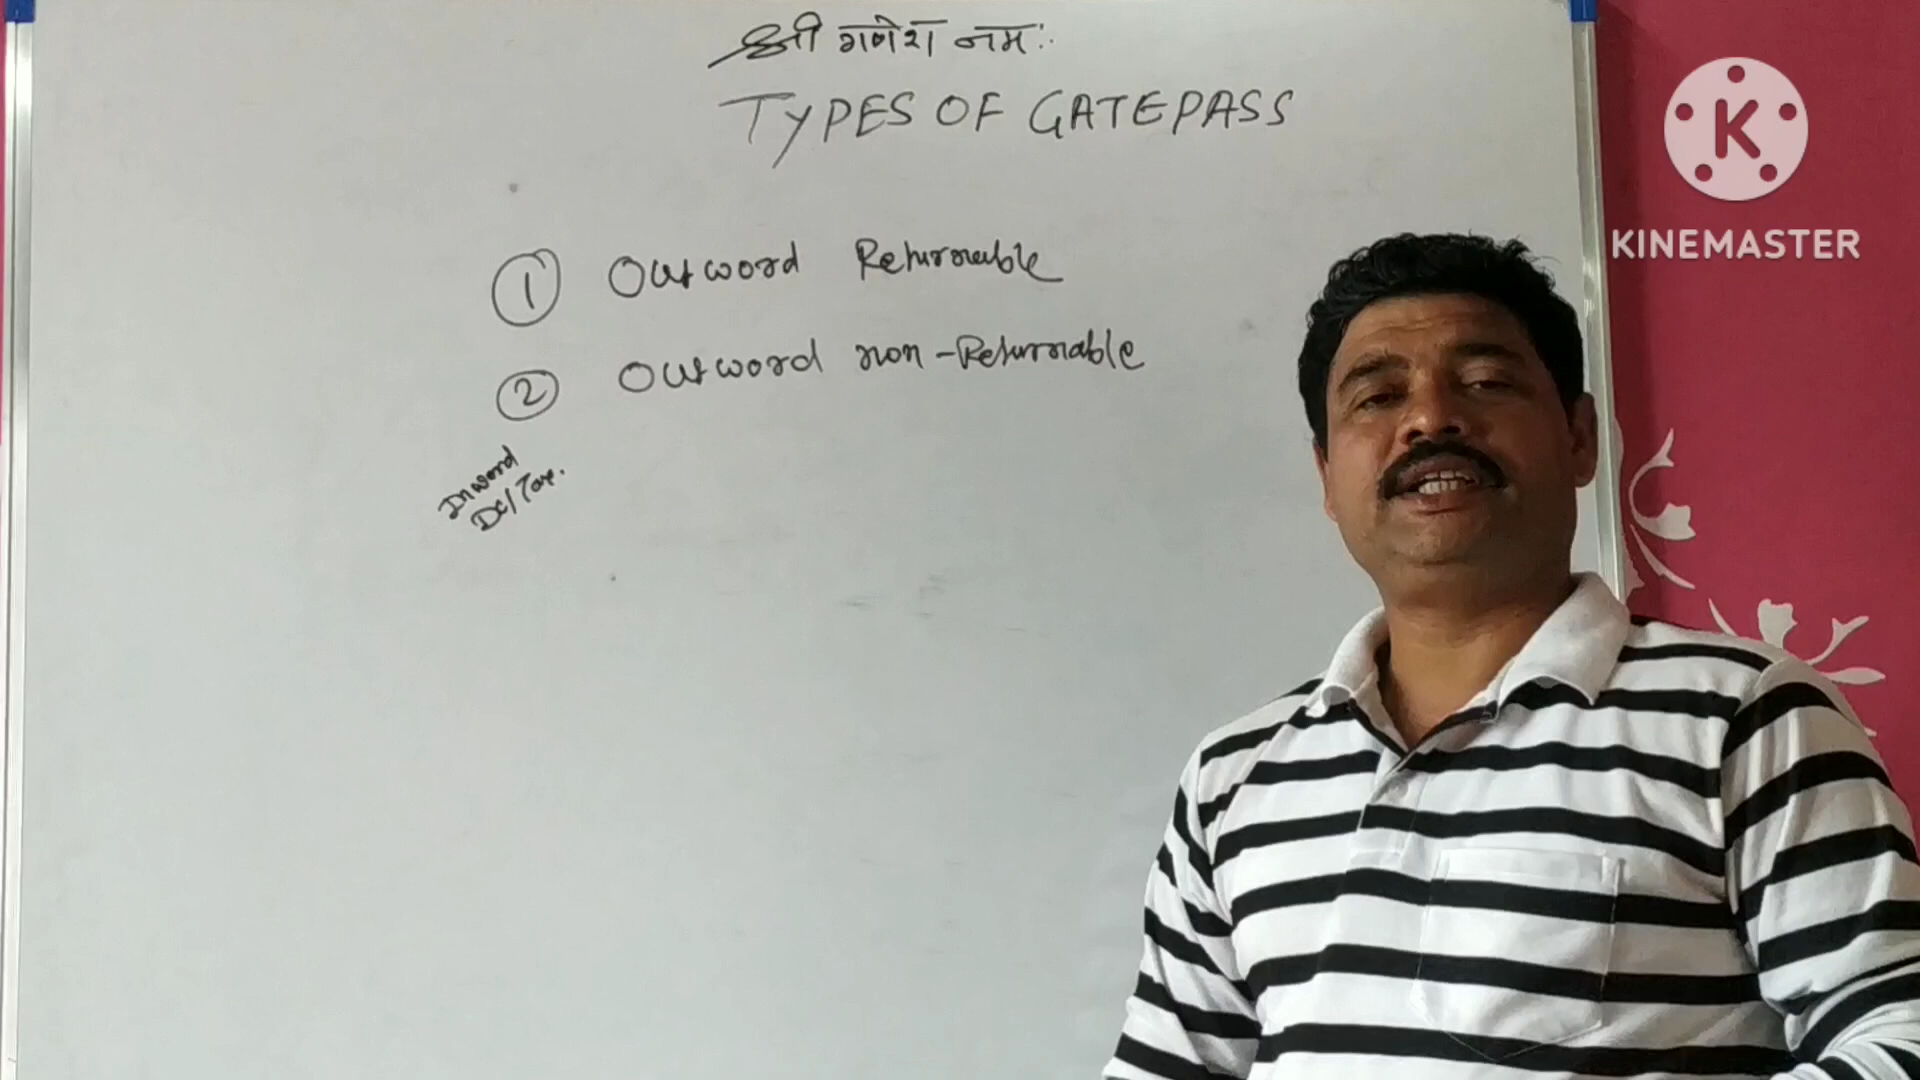 श्री गणेश नमः
TYPES OF GATEPASS
1 Outword Returnable
2 Outword non-Returnable
Inword
DC/Tax.
K
KINEMASTER